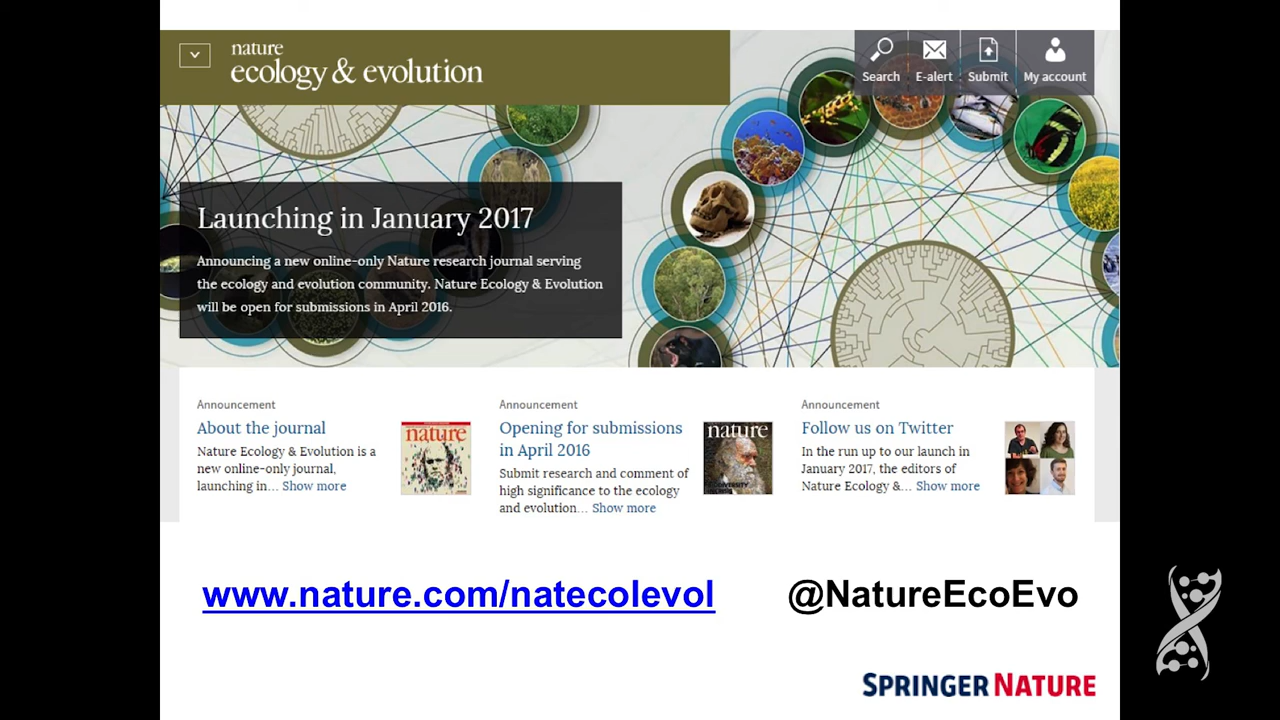 nature
ecology & evolution
Search
E-alert
Submit
My account
Launching in January 2017
Announcing a new online-only Nature research journal serving
the ecology and evolution community. Nature Ecology & Evolution
will be open for submissions in April 2016.
Announcement
About the journal
Nature Ecology & Evolution is a
new online-only journal,
launching in... Show more
nature
Announcement
Opening for submissions
in April 2016
Submit research and comment of
high significance to the ecology
and evolution... Show more
nature
Announcement
Follow us on Twitter
In the run up to our launch in
January 2017, the editors of
Nature Ecology &... Show more
www.nature.com/natecolevol
@NatureEcoEvo
SPRINGER NATURE